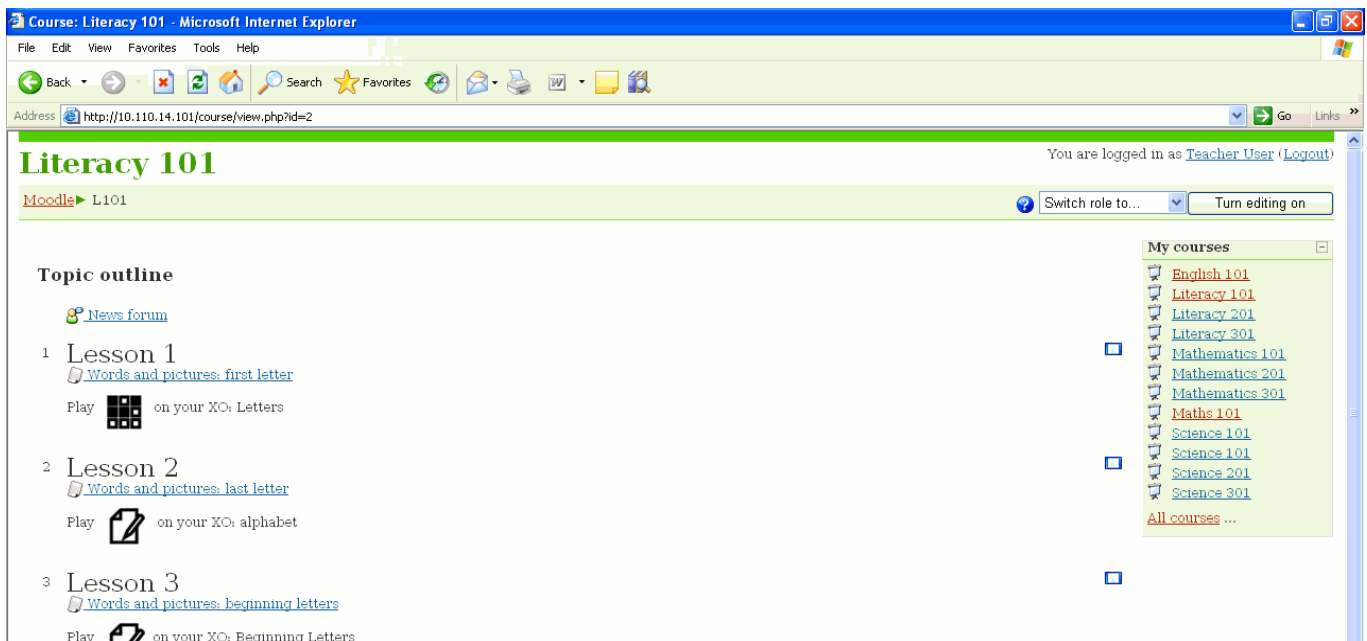 Course: Literacy 101 - Microsoft Internet Explorer
File Edit View Favorites Tools Help
Back Search Favorites
Address http://10.110.14.101/course/view.php?id=2 Go Links »
Literacy 101
You are logged in as Teacher User (Logout)
Moodle ► L101
Switch role to... Turn editing on
Topic outline
News forum
1 Lesson 1
Words and pictures: first letter
Play on your XO: Letters
2 Lesson 2
Words and pictures: last letter
Play on your XO: alphabet
3 Lesson 3
Words and pictures: beginning letters
Play on your XO: Beginning Letters
My courses
English 101
Literacy 101
Literacy 201
Literacy 301
Mathematics 101
Mathematics 201
Mathematics 301
Maths 101
Science 101
Science 101
Science 201
Science 301
All courses ...